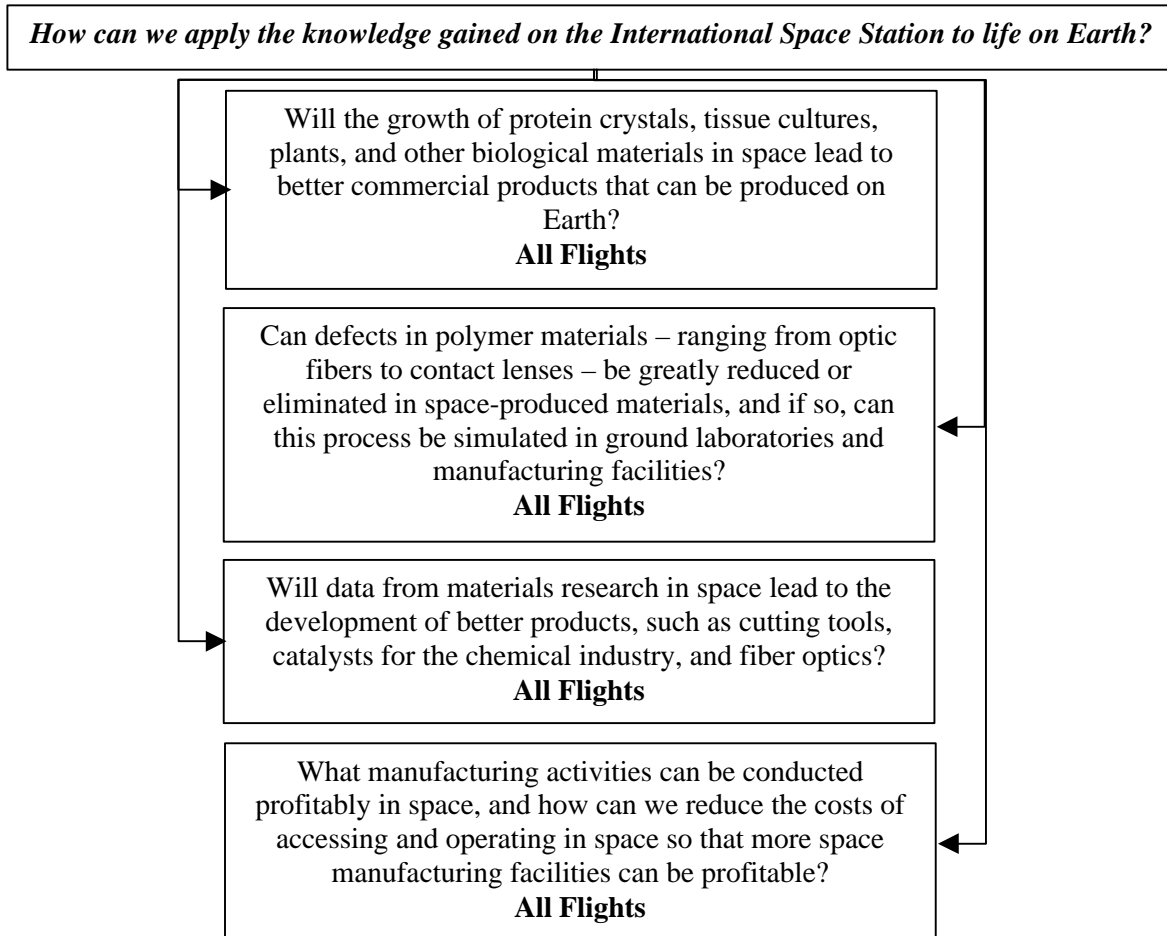 How can we apply the knowledge gained on the International Space Station to life on Earth?
Will the growth of protein crystals, tissue cultures,
plants, and other biological materials in space lead to
better commercial products that can be produced on
Earth?
All Flights
Can defects in polymer materials – ranging from optic
fibers to contact lenses – be greatly reduced or
eliminated in space-produced materials, and if so, can
this process be simulated in ground laboratories and
manufacturing facilities?
All Flights
Will data from materials research in space lead to the
development of better products, such as cutting tools,
catalysts for the chemical industry, and fiber optics?
All Flights
What manufacturing activities can be conducted
profitably in space, and how can we reduce the costs of
accessing and operating in space so that more space
manufacturing facilities can be profitable?
All Flights